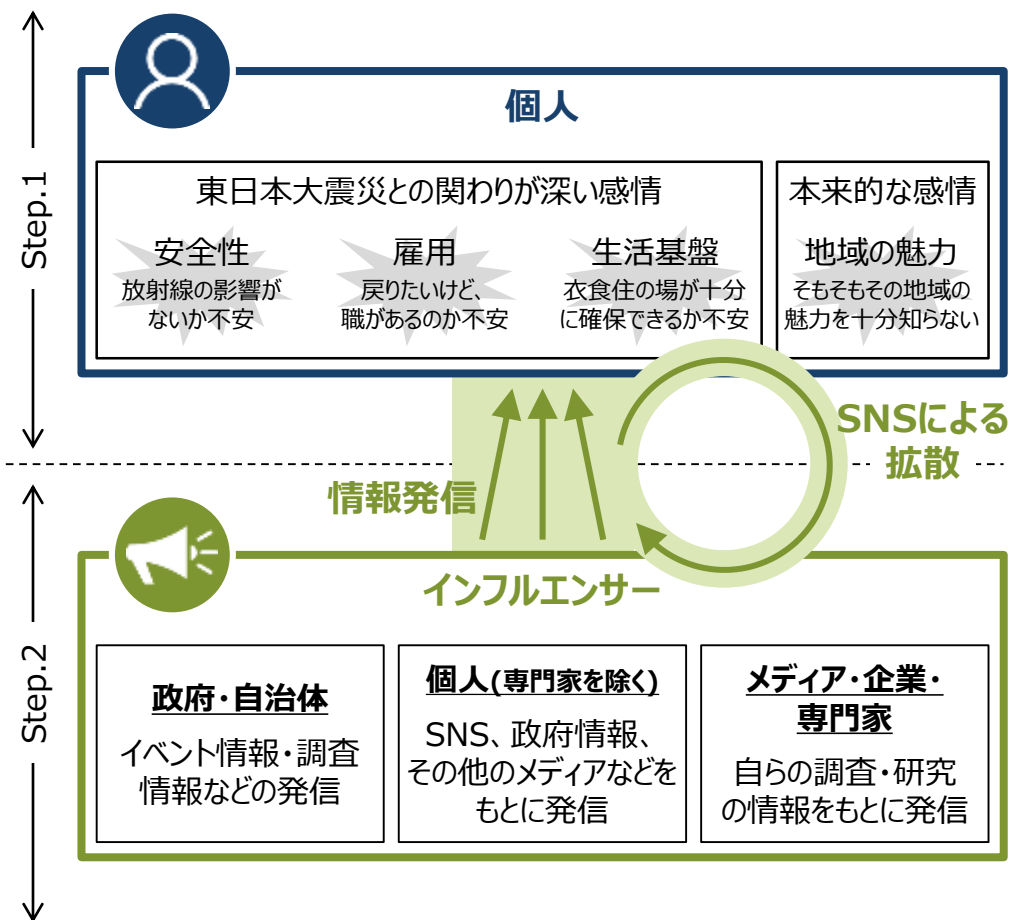 Step.1
個人
東日本大震災との関わりが深い感情
安全性
放射線の影響が
ないか不安
雇用
戻りたいけど、
職があるのか不安
生活基盤
衣食住の場が十分
に確保できるか不安
本来的な感情
地域の魅力
そもそもその地域の
魅力を十分知らない
SNSによる
拡散
情報発信
Step.2
インフルエンサー
政府・自治体
イベント情報・調査
情報などの発信
個人(専門家を除く)
SNS、政府情報、
その他のメディアなどを
もとに発信
メディア・企業・
専門家
自らの調査・研究
の情報をもとに発信